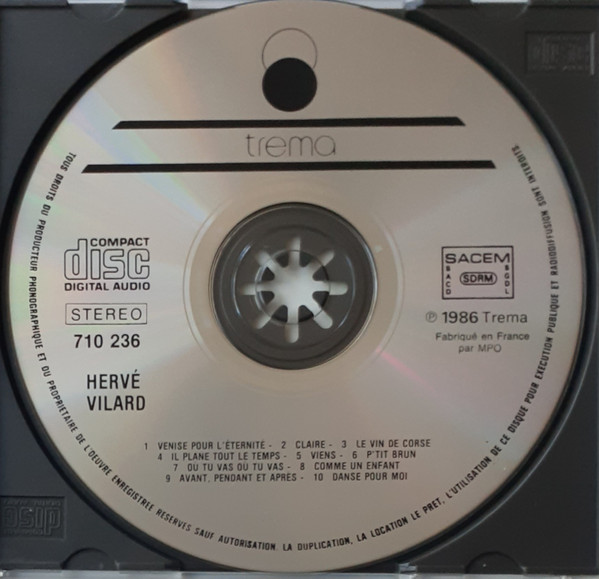 trema
COMPACT
disc
DIGITAL AUDIO
STEREO
710 236
HERVÉ
VILARD
SACEM
SACD
SDRM
SGDL
℗ 1986 Trema
Fabriqué en France
par MPO
1 VENISE POUR L'ÉTERNITÉ - 2 CLAIRE - 3 LE VIN DE CORSE
4 IL PLANE TOUT LE TEMPS - 5 VIENS - 6 P'TIT BRUN
7 OÙ TU VAS OÙ TU VAS - 8 COMME UN ENFANT
9 AVANT, PENDANT ET APRÈS - 10 DANSE POUR MOI
TOUS DROITS DU PRODUCTEUR PHONOGRAPHIQUE ET DU PROPRIETAIRE DE L'OEUVRE ENREGISTREE RESERVES SAUF AUTORISATION. LA DUPLICATION, LA LOCATION LE PRET, L'UTILISATION DE CE DISQUE POUR EXECUTION PUBLIQUE ET RADIODIFFUSION SONT INTERDITS.